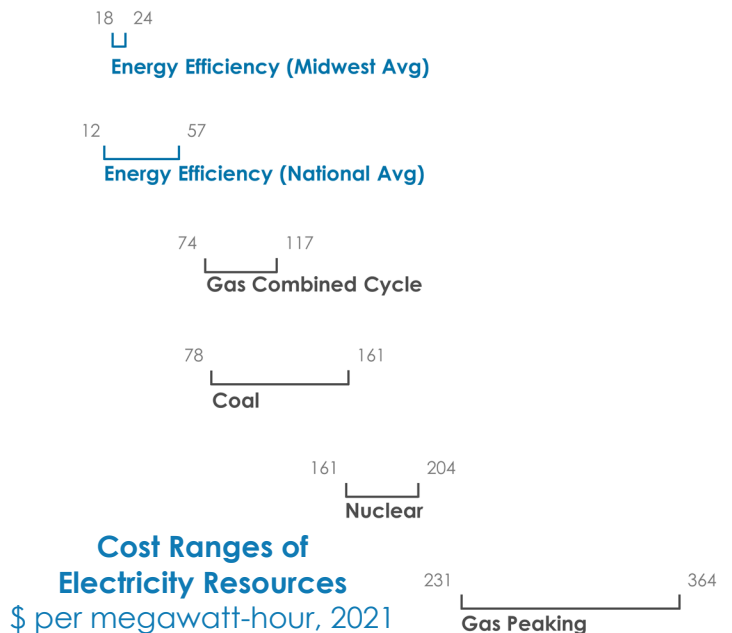 18 24
Energy Efficiency (Midwest Avg)
12 57
Energy Efficiency (National Avg)
74 117
Gas Combined Cycle
78 161
Coal
161 204
Nuclear
Cost Ranges of
Electricity Resources
$ per megawatt-hour, 2021
231 364
Gas Peaking